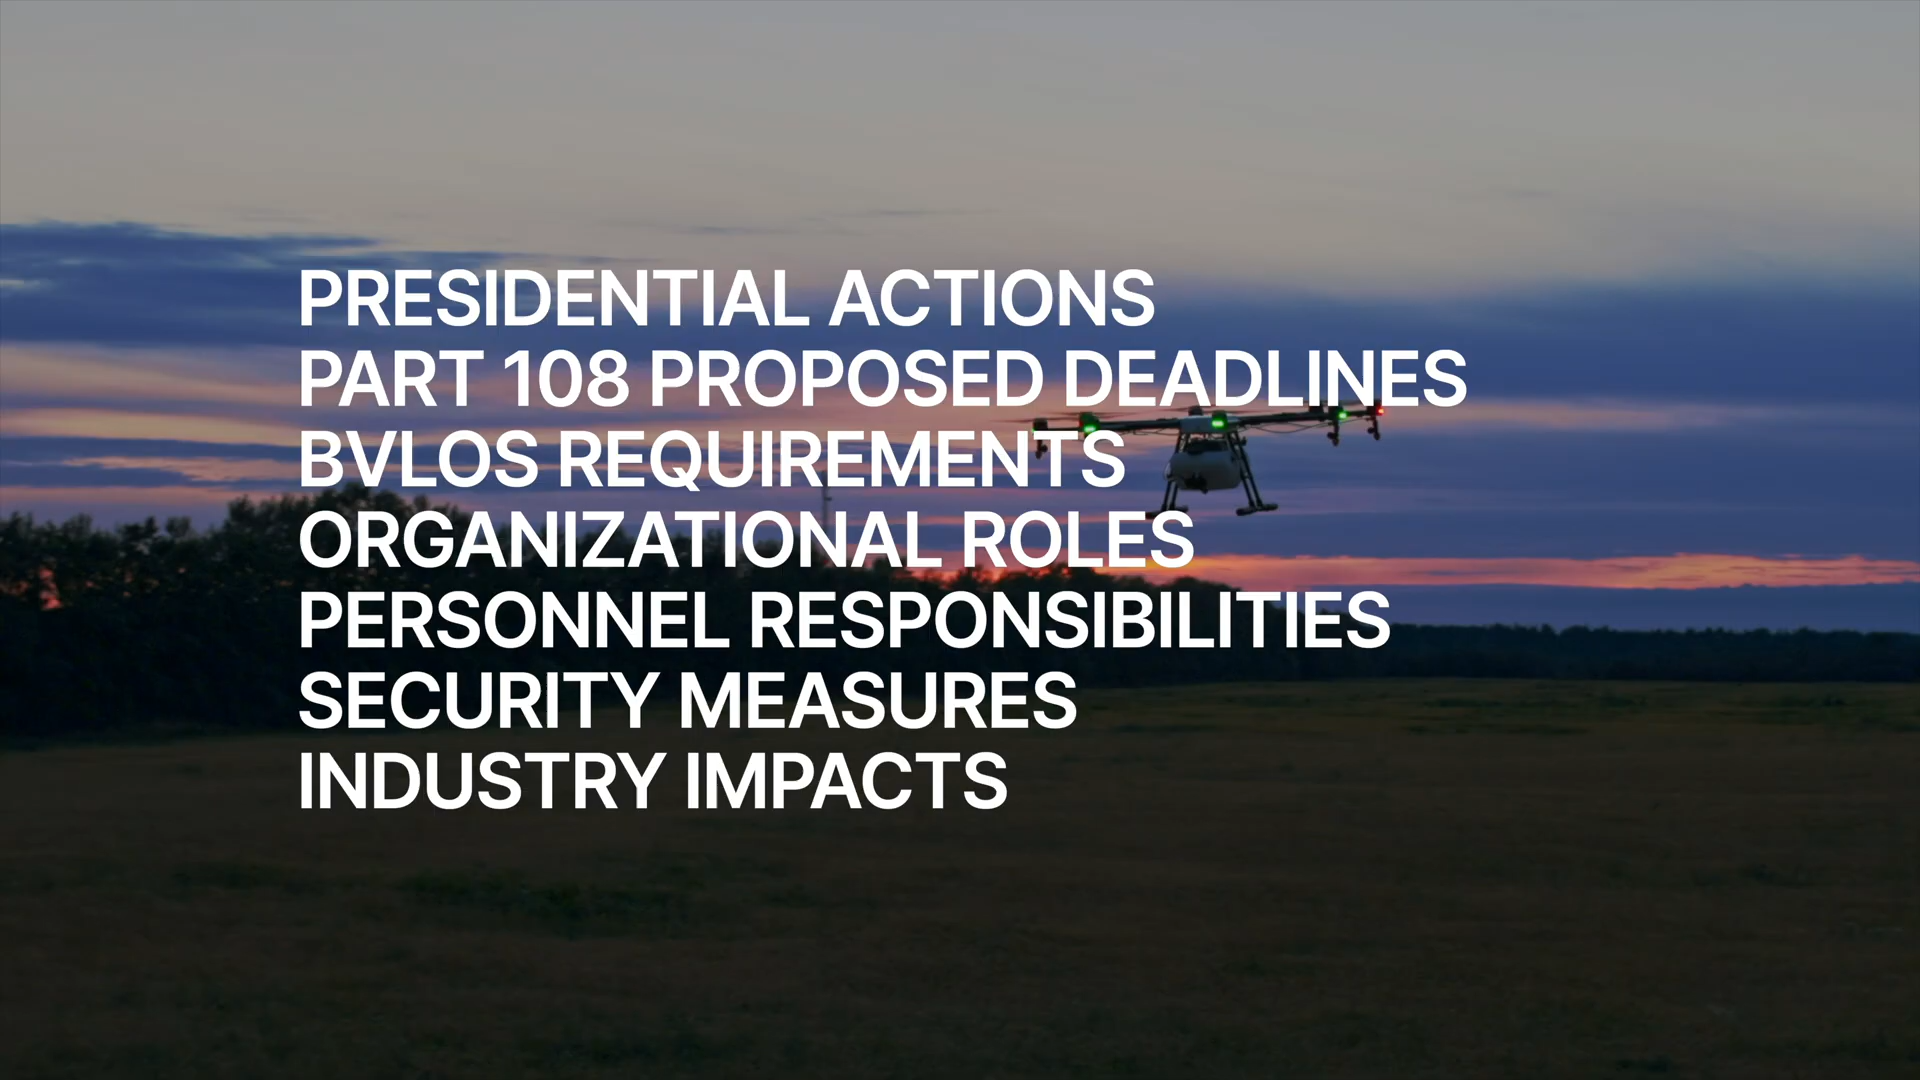 PRESIDENTIAL ACTIONS
PART 108 PROPOSED DEADLINES
BVLOS REQUIREMENTS
ORGANIZATIONAL ROLES
PERSONNEL RESPONSIBILITIES
SECURITY MEASURES
INDUSTRY IMPACTS